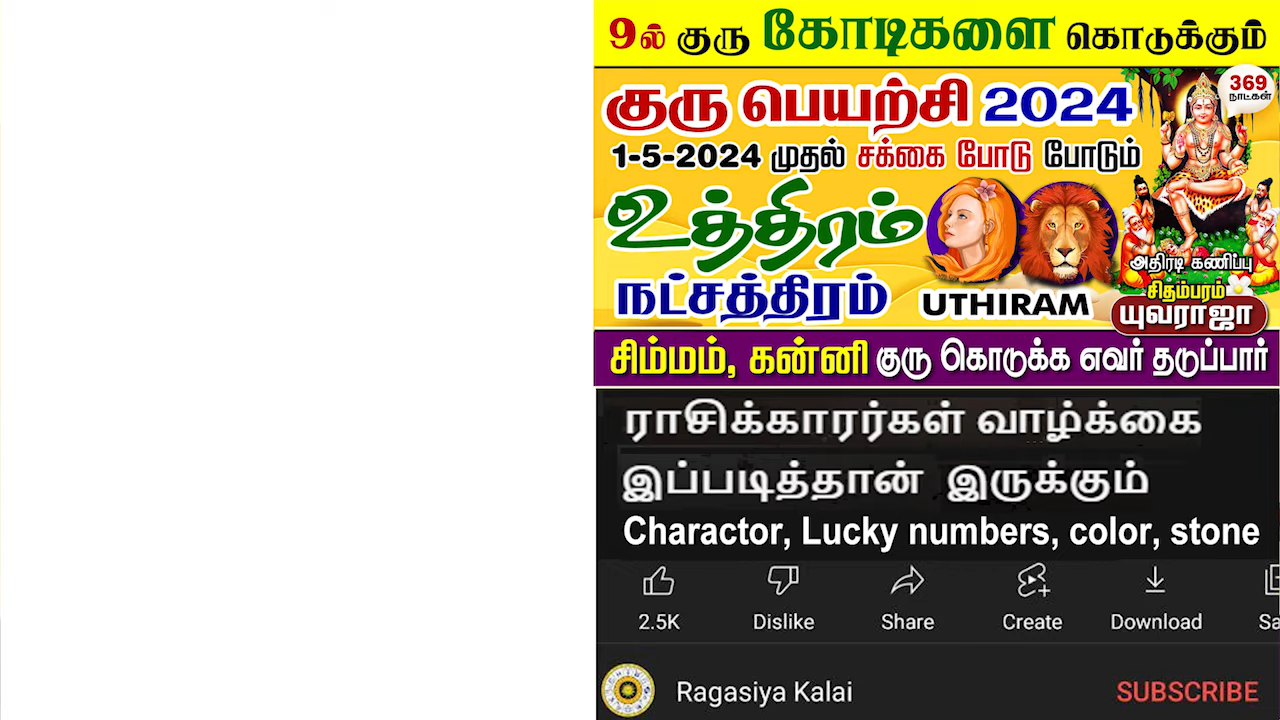 9ல் குரு கோடிகளை கொடுக்கும்
369
நாட்கள்
குரு பெயற்சி 2024
1-5-2024 முதல் சக்கை போடு போடும்
உத்திரம்
நட்சத்திரம்
UTHIRAM
அதிரடி கணிப்பு
சிதம்பரம்
யுவராஜா
சிம்மம், கன்னி குரு கொடுக்க எவர் தடுப்பார்
ராசிக்காரர்கள் வாழ்க்கை
இப்படித்தான் இருக்கும்
Charactor, Lucky numbers, color, stone
2.5K Dislike Share Create Download Sa
Ragasiya Kalai SUBSCRIBE